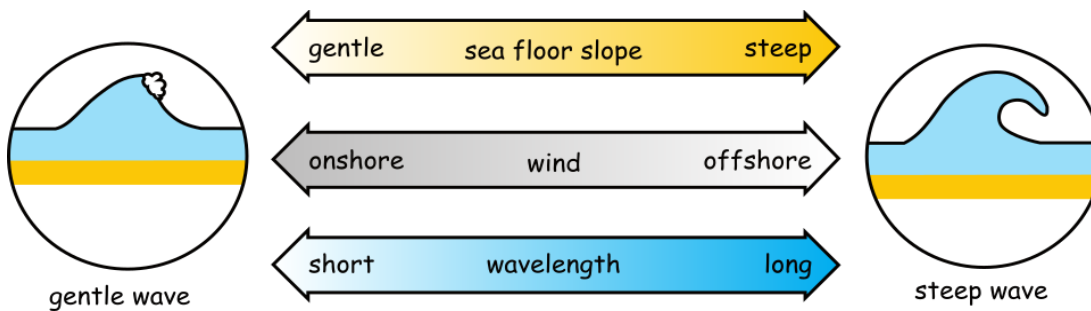 gentle sea floor slope steep
onshore wind offshore
short wavelength long
gentle wave
steep wave